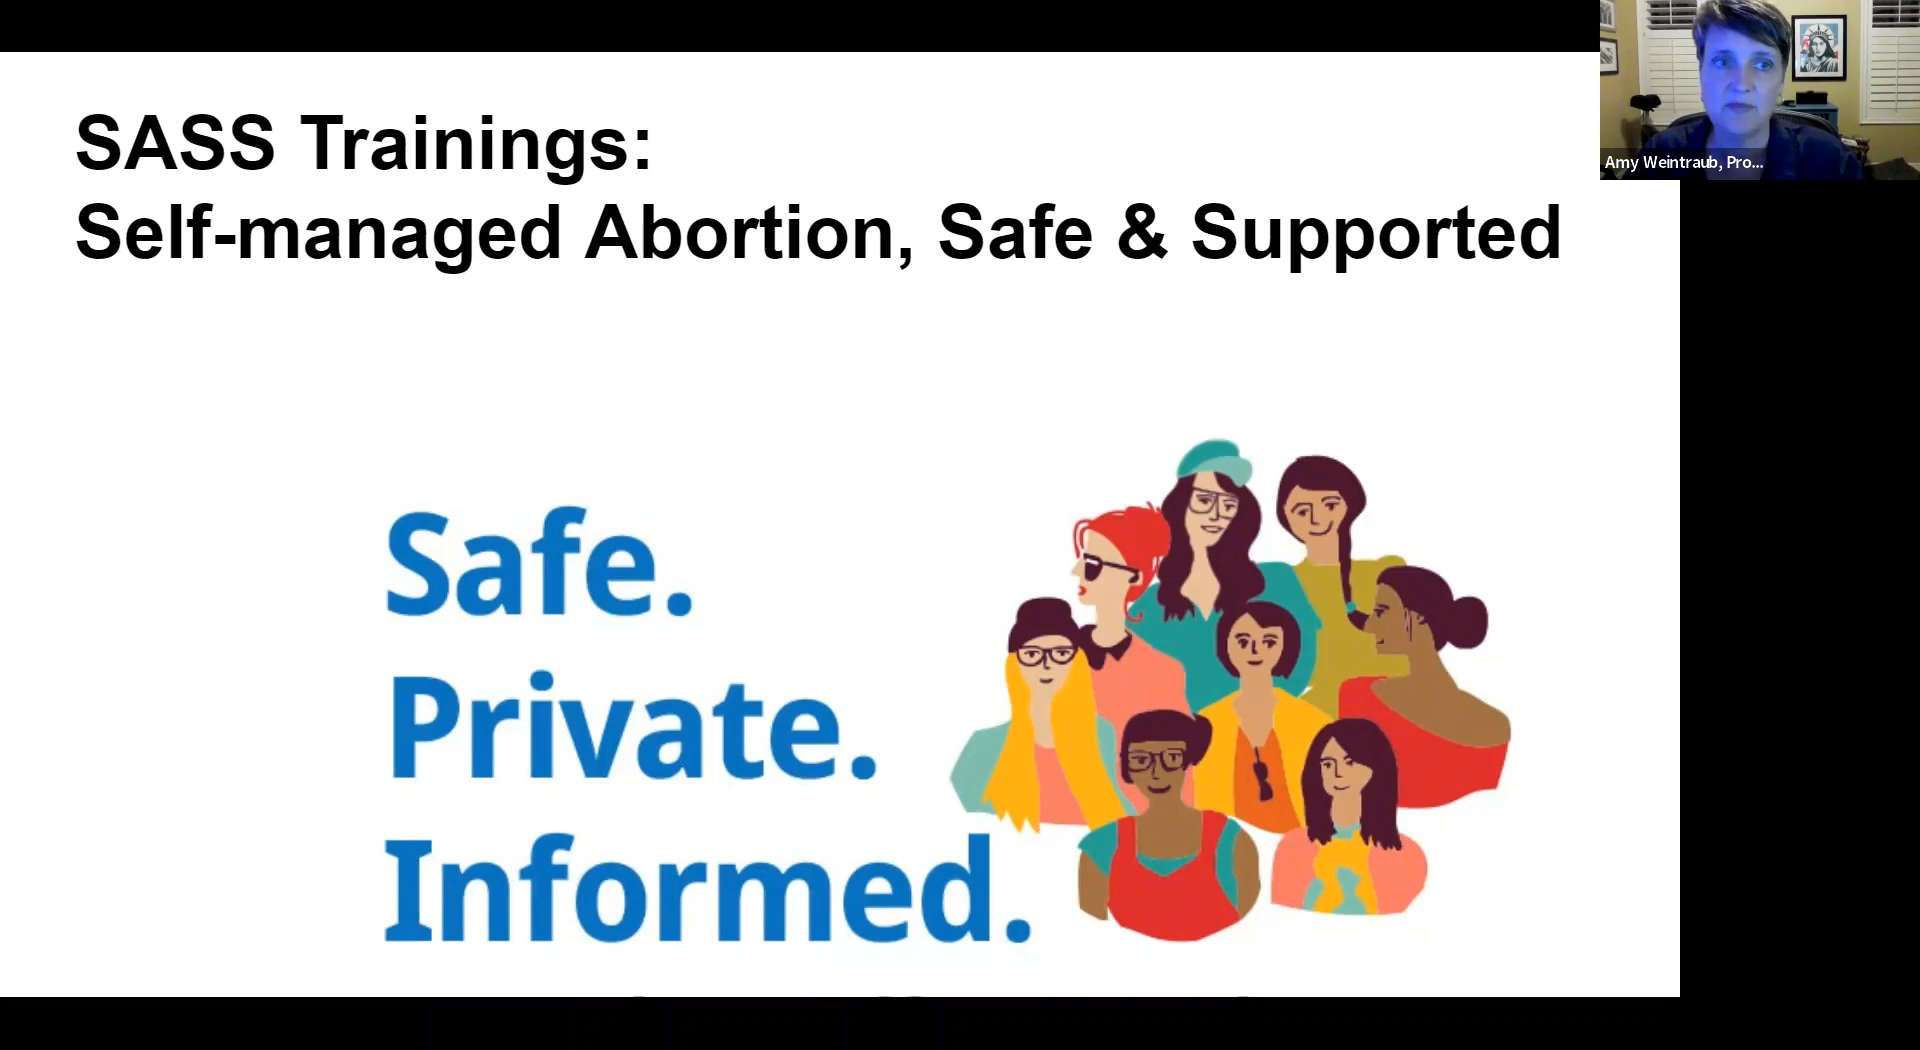 SASS Trainings:
Self-managed Abortion, Safe & Supported
Amy Weintraub, Pro...
Safe.
Private.
Informed.